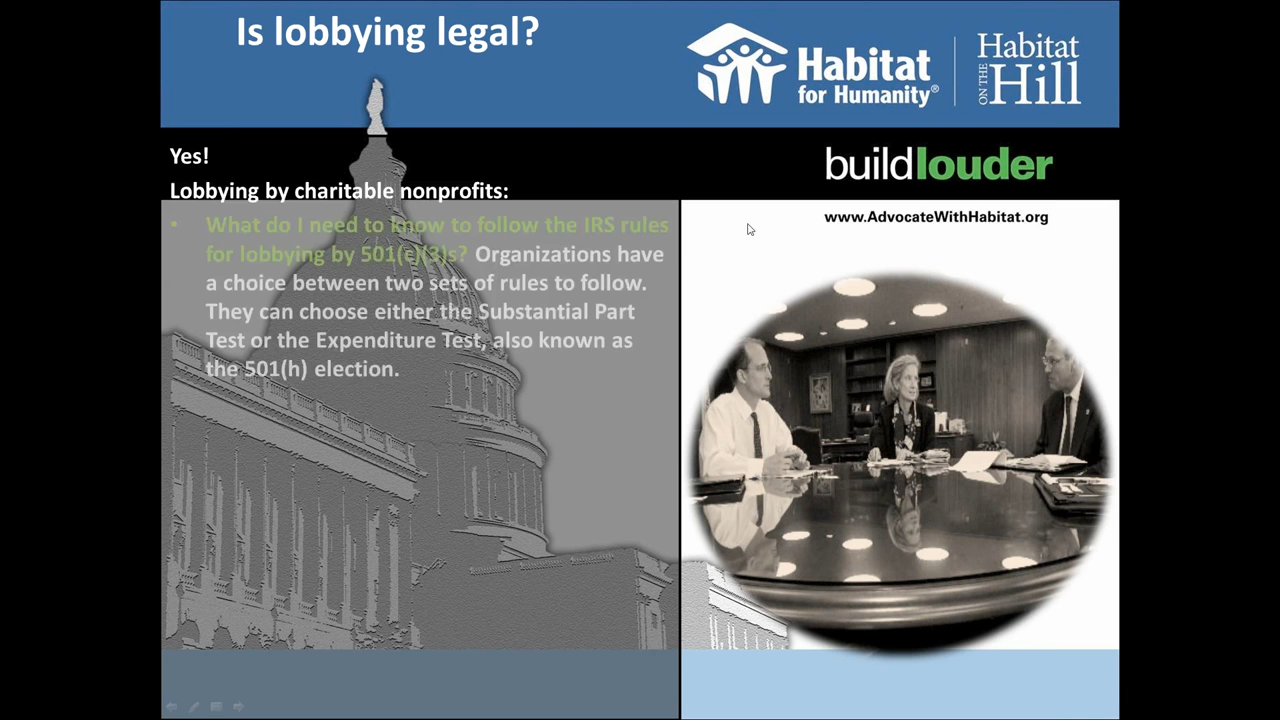 Is lobbying legal?
Habitat
for Humanity®
Habitat
ON THE
Hill
Yes!
buildlouder
Lobbying by charitable nonprofits:
www.AdvocateWithHabitat.org
• What do I need to know to follow the IRS rules
for lobbying by 501(c)(3)s? Organizations have
a choice between two sets of rules to follow.
They can choose either the Substantial Part
Test or the Expenditure Test, also known as
the 501(h) election.